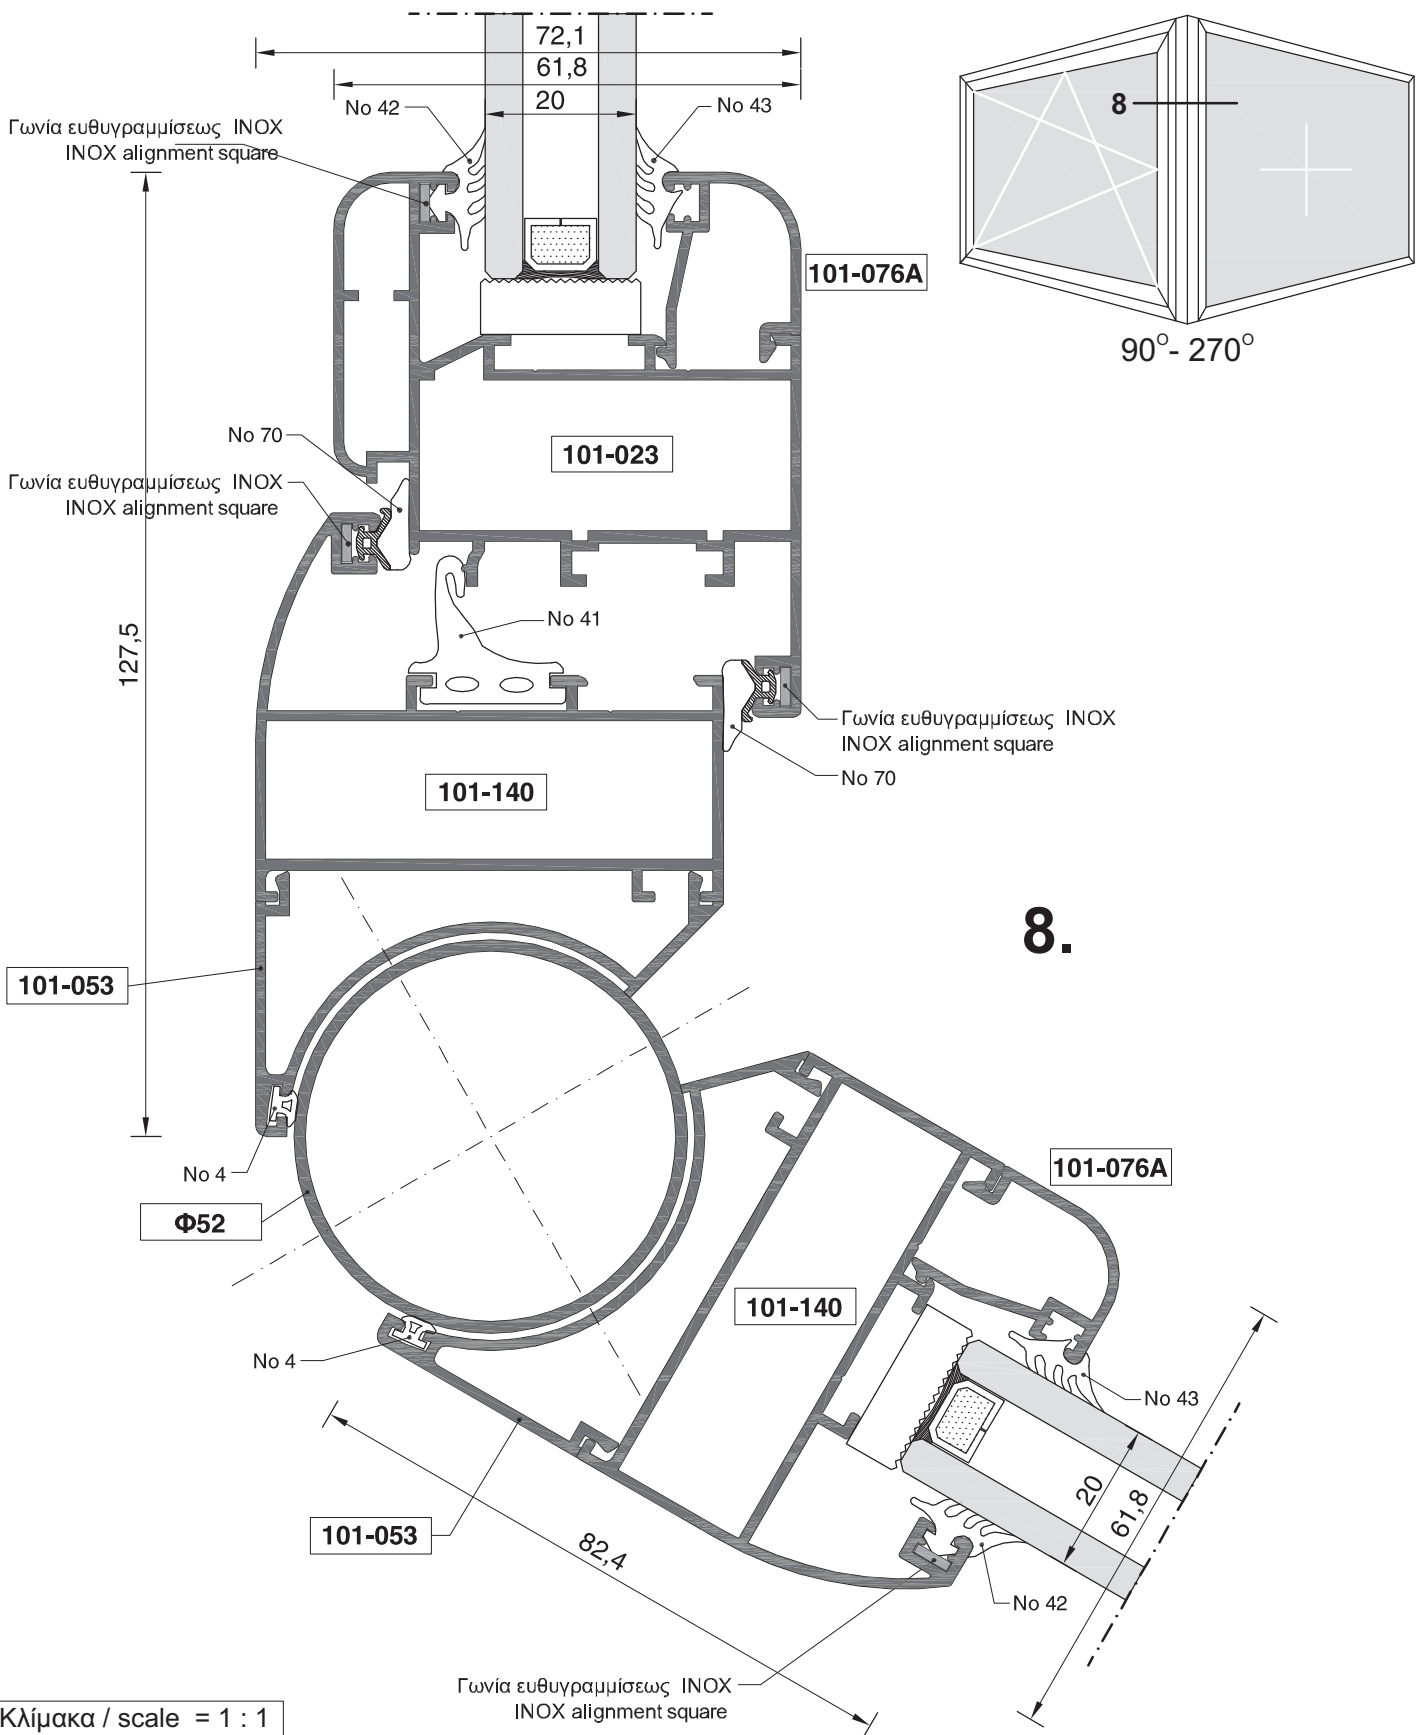 72,1
61,8
20
No 42
No 43
8
Γωνία ευθυγραμμίσεως INOX
INOX alignment square
101-076A
90°- 270°
No 70
101-023
Γωνία ευθυγραμμίσεως INOX
INOX alignment square
No 41
127,5
Γωνία ευθυγραμμίσεως INOX
INOX alignment square
No 70
101-140
8.
101-053
No 4
101-076A
Φ52
101-140
No 4
No 43
20
61,8
101-053
82,4
No 42
Γωνία ευθυγραμμίσεως INOX
INOX alignment square
Κλίμακα / scale = 1 : 1